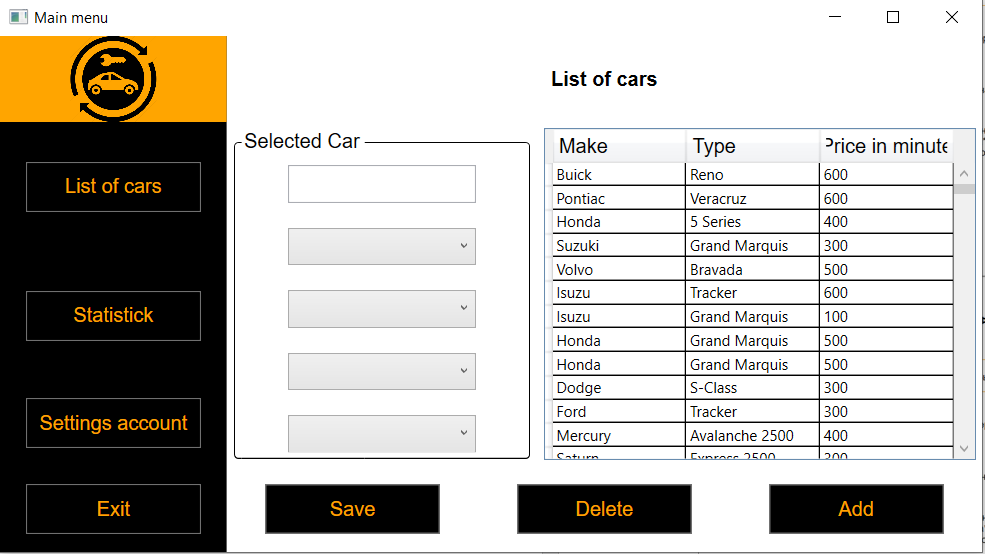 Main menu
List of cars
Statistick
Settings account
Exit
List of cars
Selected Car
Make Type Price in minute
Buick Reno 600
Pontiac Veracruz 600
Honda 5 Series 400
Suzuki Grand Marquis 300
Volvo Bravada 500
Isuzu Tracker 600
Isuzu Grand Marquis 100
Honda Grand Marquis 500
Honda Grand Marquis 500
Dodge S-Class 300
Ford Tracker 300
Mercury Avalanche 2500 400
Saturn Express 2500 300
Save Delete Add